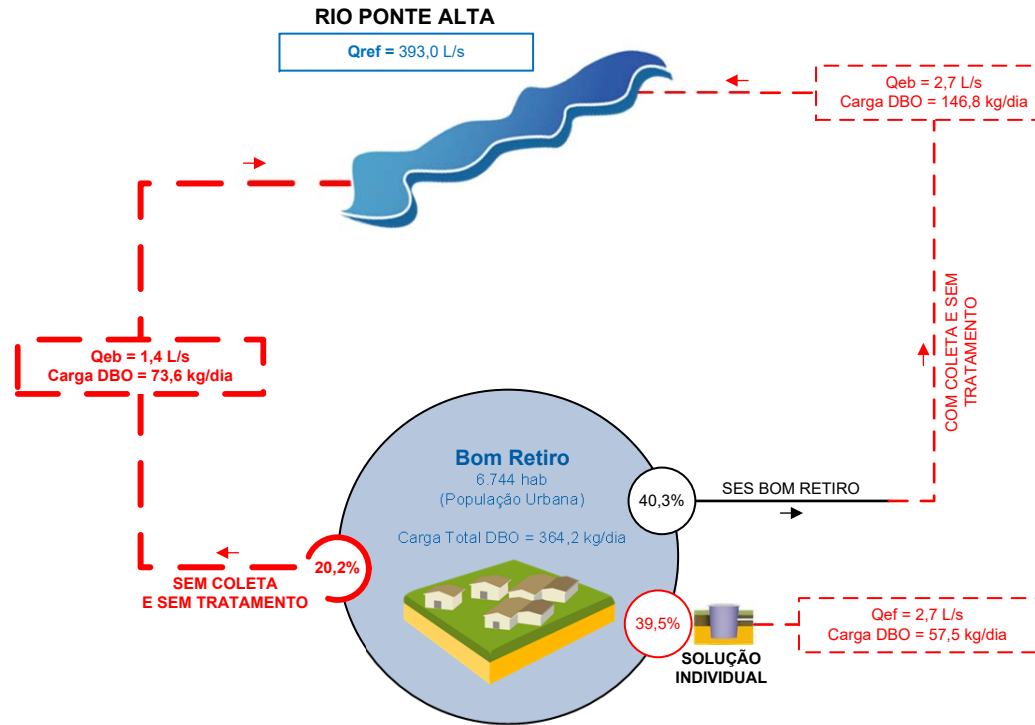 RIO PONTE ALTA
Qref = 393,0 L/s
Qeb = 2,7 L/s
Carga DBO = 146,8 kg/dia
Qeb = 1,4 L/s
Carga DBO = 73,6 kg/dia
COM COLETA E SEM
TRATAMENTO
Bom Retiro
6.744 hab
(População Urbana)
Carga Total DBO = 364,2 kg/dia
40,3%
SES BOM RETIRO
20,2%
SEM COLETA
E SEM TRATAMENTO
39,5%
SOLUÇÃO
INDIVIDUAL
Qef = 2,7 L/s
Carga DBO = 57,5 kg/dia